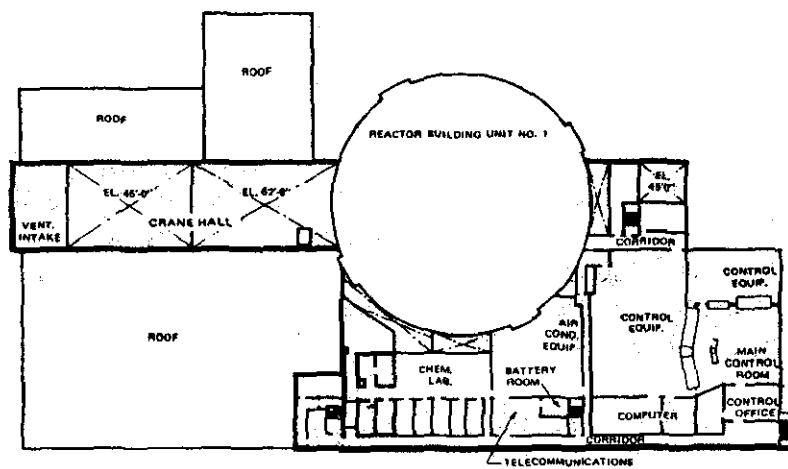 ROOF
ROOF
REACTOR BUILDING UNIT NO. 1
EL. 45'-0"
EL. 62'-6"
EL.
45'0"
VENT.
INTAKE
CRANE HALL
CORRIDOR
CONTROL
EQUIP.
ROOF
AIR
COND.
EQUIP.
CONTROL
EQUIP.
MAIN
CONTROL
ROOM
CHEM.
LAB.
BATTERY
ROOM
COMPUTER
CONTROL
OFFICE
CORRIDOR
TELECOMMUNICATIONS